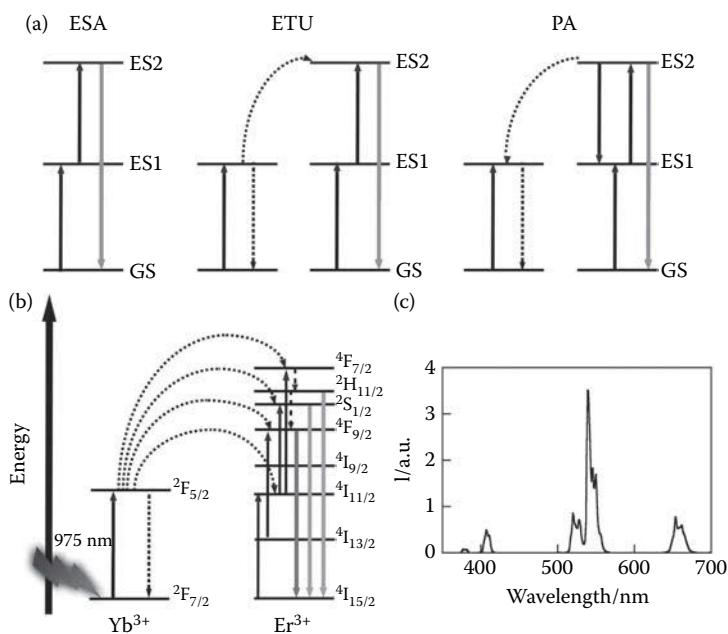 (a) ESA ETU PA
ES2 ES2 ES2
ES1 ES1 ES1
GS GS GS
(b) (c)
Energy
975 nm
²F₅/₂
²F₇/₂
Yb³⁺
⁴F₇/₂
²H₁₁/₂
²S₁/₂
⁴F₉/₂
⁴I₉/₂
⁴I₁₁/₂
⁴I₁₃/₂
⁴I₁₅/₂
Er³⁺
I/a.u.
4
3
2
1
0
400 500 600 700
Wavelength/nm